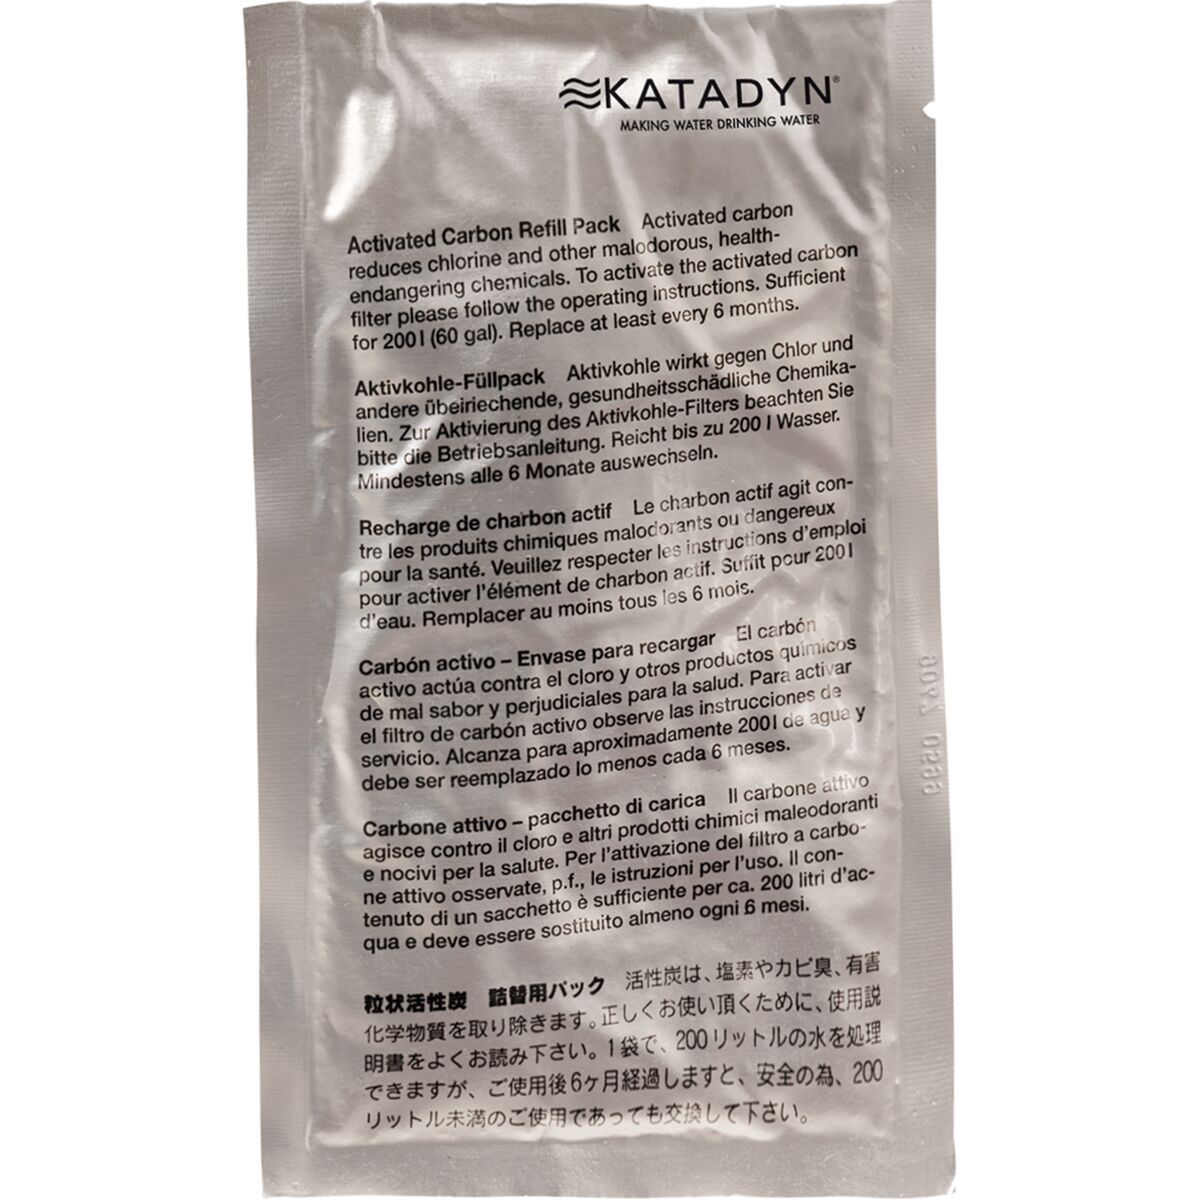 KATADYN®
MAKING WATER DRINKING WATER
Activated Carbon Refill Pack Activated carbon
reduces chlorine and other malodorous, health-
endangering chemicals. To activate the activated carbon
filter please follow the operating instructions. Sufficient
for 200 l (60 gal). Replace at least every 6 months.
Aktivkohle-Füllpack Aktivkohle wirkt gegen Chlor und
andere übelriechende, gesundheitsschädliche Chemika-
lien. Zur Aktivierung des Aktivkohle-Filters beachten Sie
bitte die Betriebsanleitung. Reicht bis zu 200 l Wasser.
Mindestens alle 6 Monate auswechseln.
Recharge de charbon actif Le charbon actif agit con-
tre les produits chimiques malodorants ou dangereux
pour la santé. Veuillez respecter les instructions d'emploi
pour activer l'élément de charbon actif. Suffit pour 200 l
d'eau. Remplacer au moins tous les 6 mois.
Carbón activo – Envase para recargar El carbón
activo actúa contra el cloro y otros productos químicos
de mal sabor y perjudiciales para la salud. Para activar
el filtro de carbón activo observe las instrucciones de
servicio. Alcanza para aproximadamente 200 l de agua y
debe ser reemplazado lo menos cada 6 meses.
Carbone attivo – pacchetto di carica Il carbone attivo
agisce contro il cloro e altri prodotti chimici maleodoranti
e nocivi per la salute. Per l'attivazione del filtro a carbo-
ne attivo osservate, p.f., le istruzioni per l'uso. Il con-
tenuto di un sacchetto è sufficiente per ca. 200 litri d'ac-
qua e deve essere sostituito almeno ogni 6 mesi.
粒状活性炭 詰替用パック 活性炭は、塩素やカビ臭、有害
化学物質を取り除きます。正しくお使い頂くために、使用説
明書をよくお読み下さい。1袋で、200リットルの水を処理
できますが、ご使用後6ヶ月経過しますと、安全の為、200
リットル未満のご使用であっても交換して下さい。